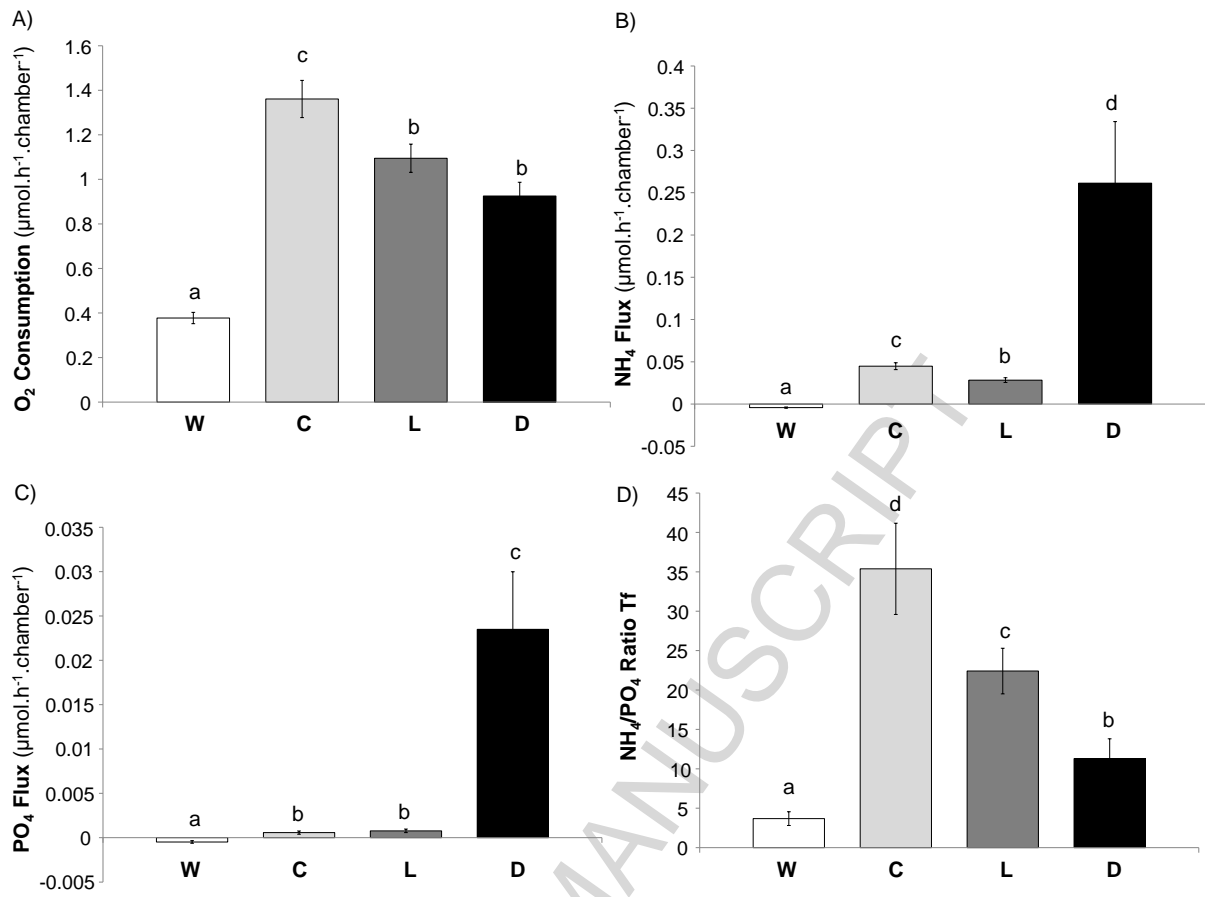 A)
O₂ Consumption (µmol.h⁻¹.chamber⁻¹)
1.6
1.4
1.2
1
0.8
0.6
0.4
0.2
0
a
c
b
b
W C L D
B)
NH₄ Flux (µmol.h⁻¹.chamber⁻¹)
0.4
0.35
0.3
0.25
0.2
0.15
0.1
0.05
0
-0.05
a
c
b
d
W C L D
C)
PO₄ Flux (µmol.h⁻¹.chamber⁻¹)
0.035
0.03
0.025
0.02
0.015
0.01
0.005
0
-0.005
a
b
b
c
W C L D
D)
NH₄/PO₄ Ratio Tf
45
40
35
30
25
20
15
10
5
0
a
d
c
b
W C L D
MANUSCRIPT